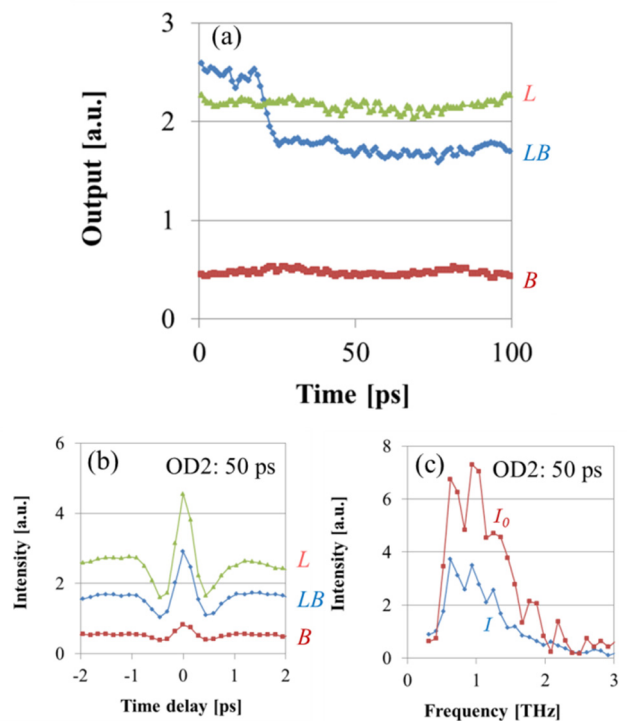 (a)
3
2
1
0
Output [a.u.]
L
LB
B
0
50
100
Time [ps]
(b)
OD2: 50 ps
6
4
2
0
Intensity [a.u.]
L
LB
B
-2
-1
0
1
2
Time delay [ps]
(c)
OD2: 50 ps
8
6
4
2
0
Intensity [a.u.]
I₀
I
0
1
2
3
Frequency [THz]